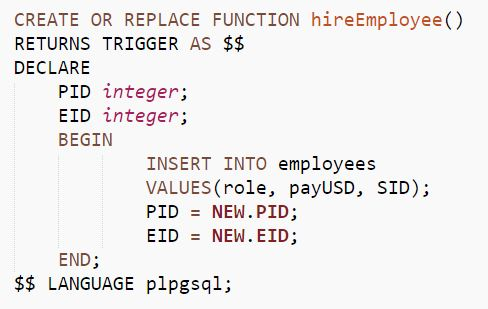 CREATE OR REPLACE FUNCTION hireEmployee()
RETURNS TRIGGER AS $$
DECLARE
PID integer;
EID integer;
BEGIN
INSERT INTO employees
VALUES(role, payUSD, SID);
PID = NEW.PID;
EID = NEW.EID;
END;
$$ LANGUAGE plpgsql;